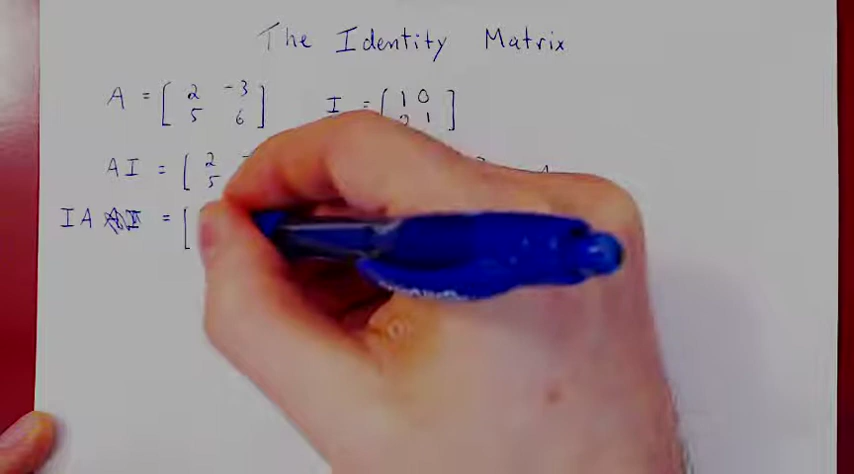 The Identity Matrix
A = [ 2 -3 I = [ 1 0 ]
5 6 ] 0 1
AI = [ 2
5
IA = [